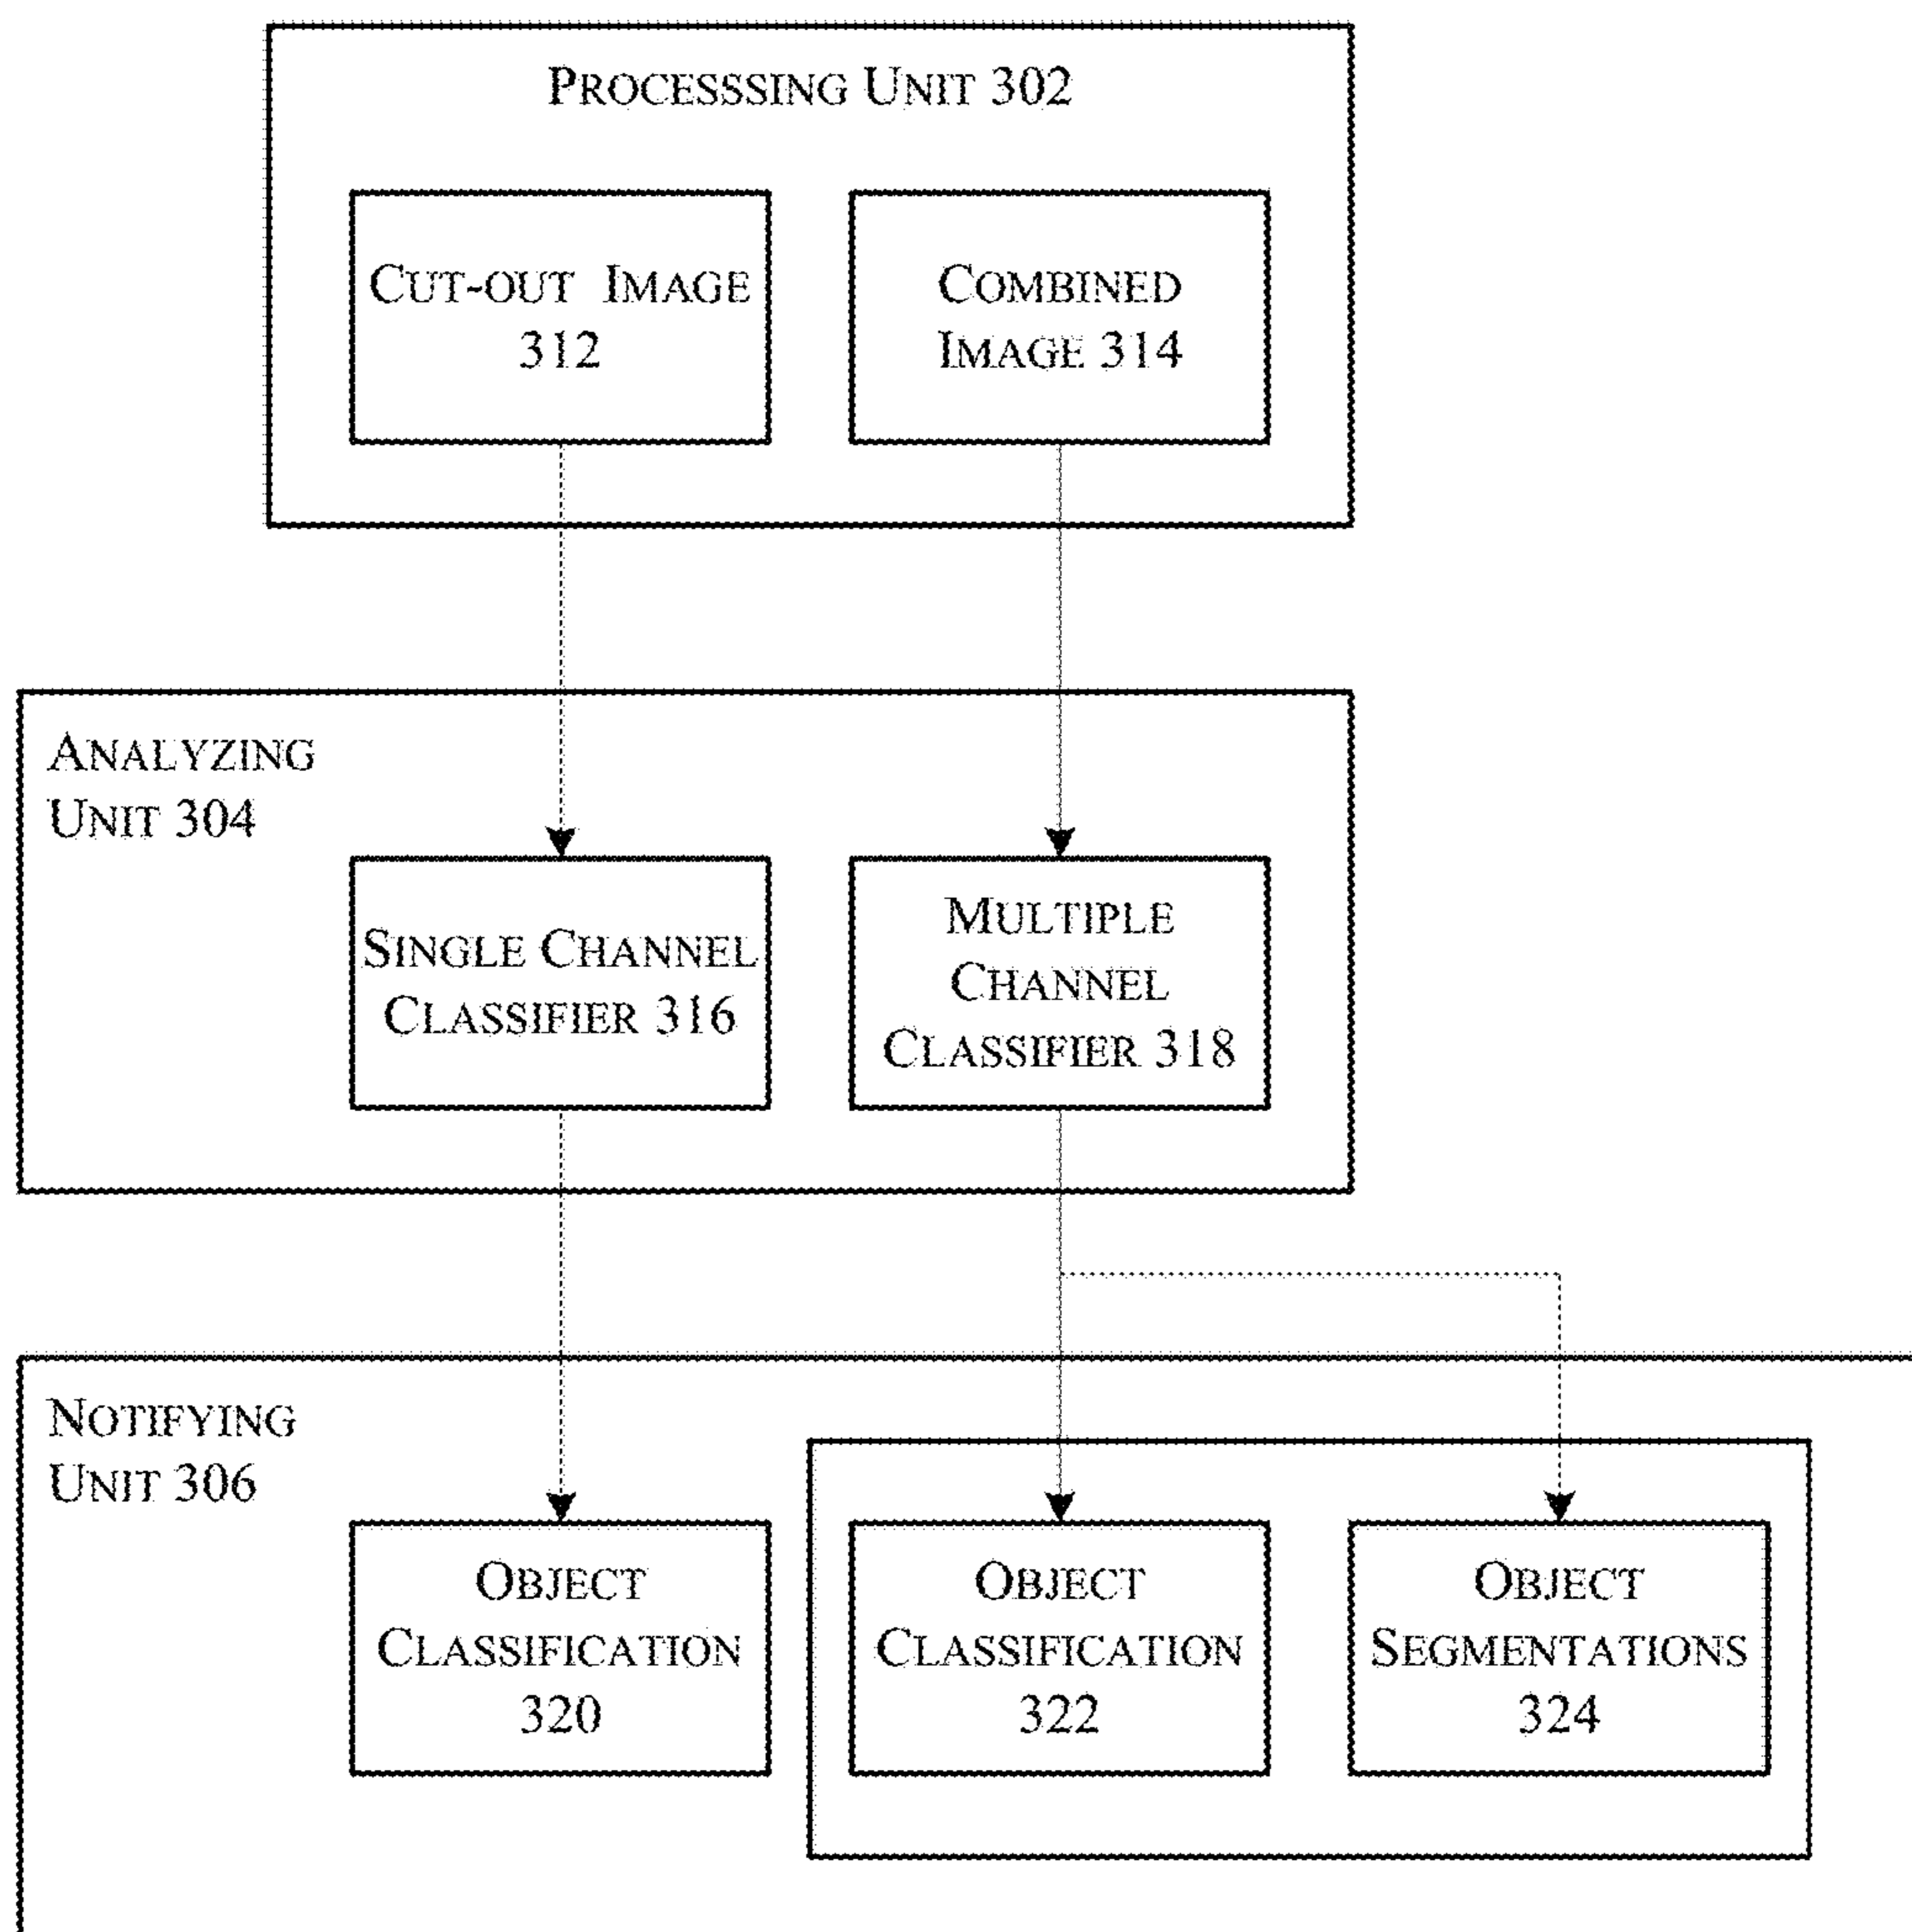 PROCESSSING UNIT 302
CUT-OUT IMAGE
312
COMBINED
IMAGE 314
ANALYZING
UNIT 304
SINGLE CHANNEL
CLASSIFIER 316
MULTIPLE
CHANNEL
CLASSIFIER 318
NOTIFYING
UNIT 306
OBJECT
CLASSIFICATION
320
OBJECT
CLASSIFICATION
322
OBJECT
SEGMENTATIONS
324